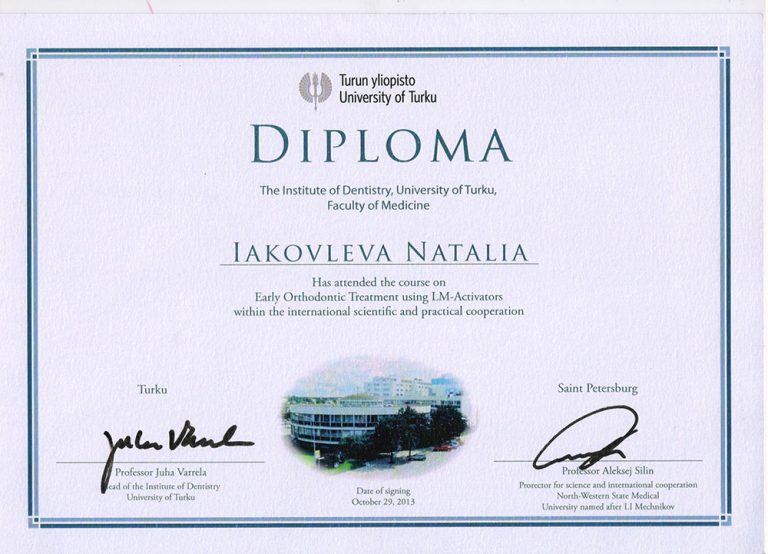 Turun yliopisto
University of Turku
DIPLOMA
The Institute of Dentistry, University of Turku,
Faculty of Medicine
IAKOVLEVA NATALIA
Has attended the course on
Early Orthodontic Treatment using LM-Activators
within the international scientific and practical cooperation
Turku
Juha Varrela
Professor Juha Varrela
Head of the Institute of Dentistry
University of Turku
Date of signing
October 29, 2013
Saint Petersburg
Professor Aleksej Silin
Prorector for science and international cooperation
North-Western State Medical
University named after I.I Mechnikov